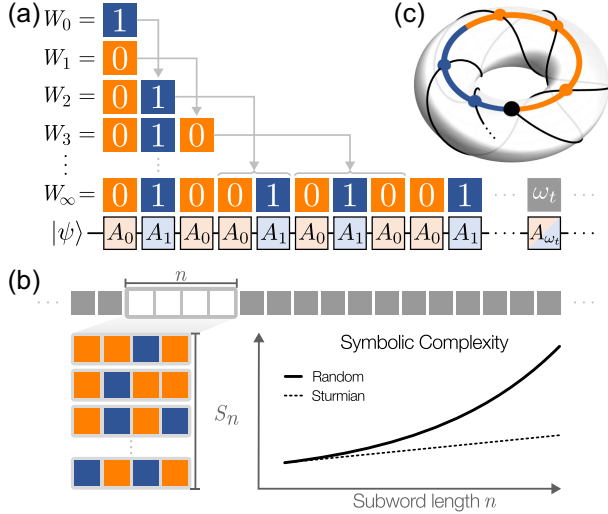 (a)
W₀ = 1
W₁ = 0
W₂ = 0 1
W₃ = 0 1 0
W∞ = 0 1 0 0 1 0 1 0 0 1 ··· ωₜ ···
|ψ⟩ A₀ A₁ A₀ A₀ A₁ A₀ A₁ A₀ A₀ A₁ ··· A_ωₜ ···
(c)
(b)
n
Sₙ
Symbolic Complexity
Random
Sturmian
Subword length n